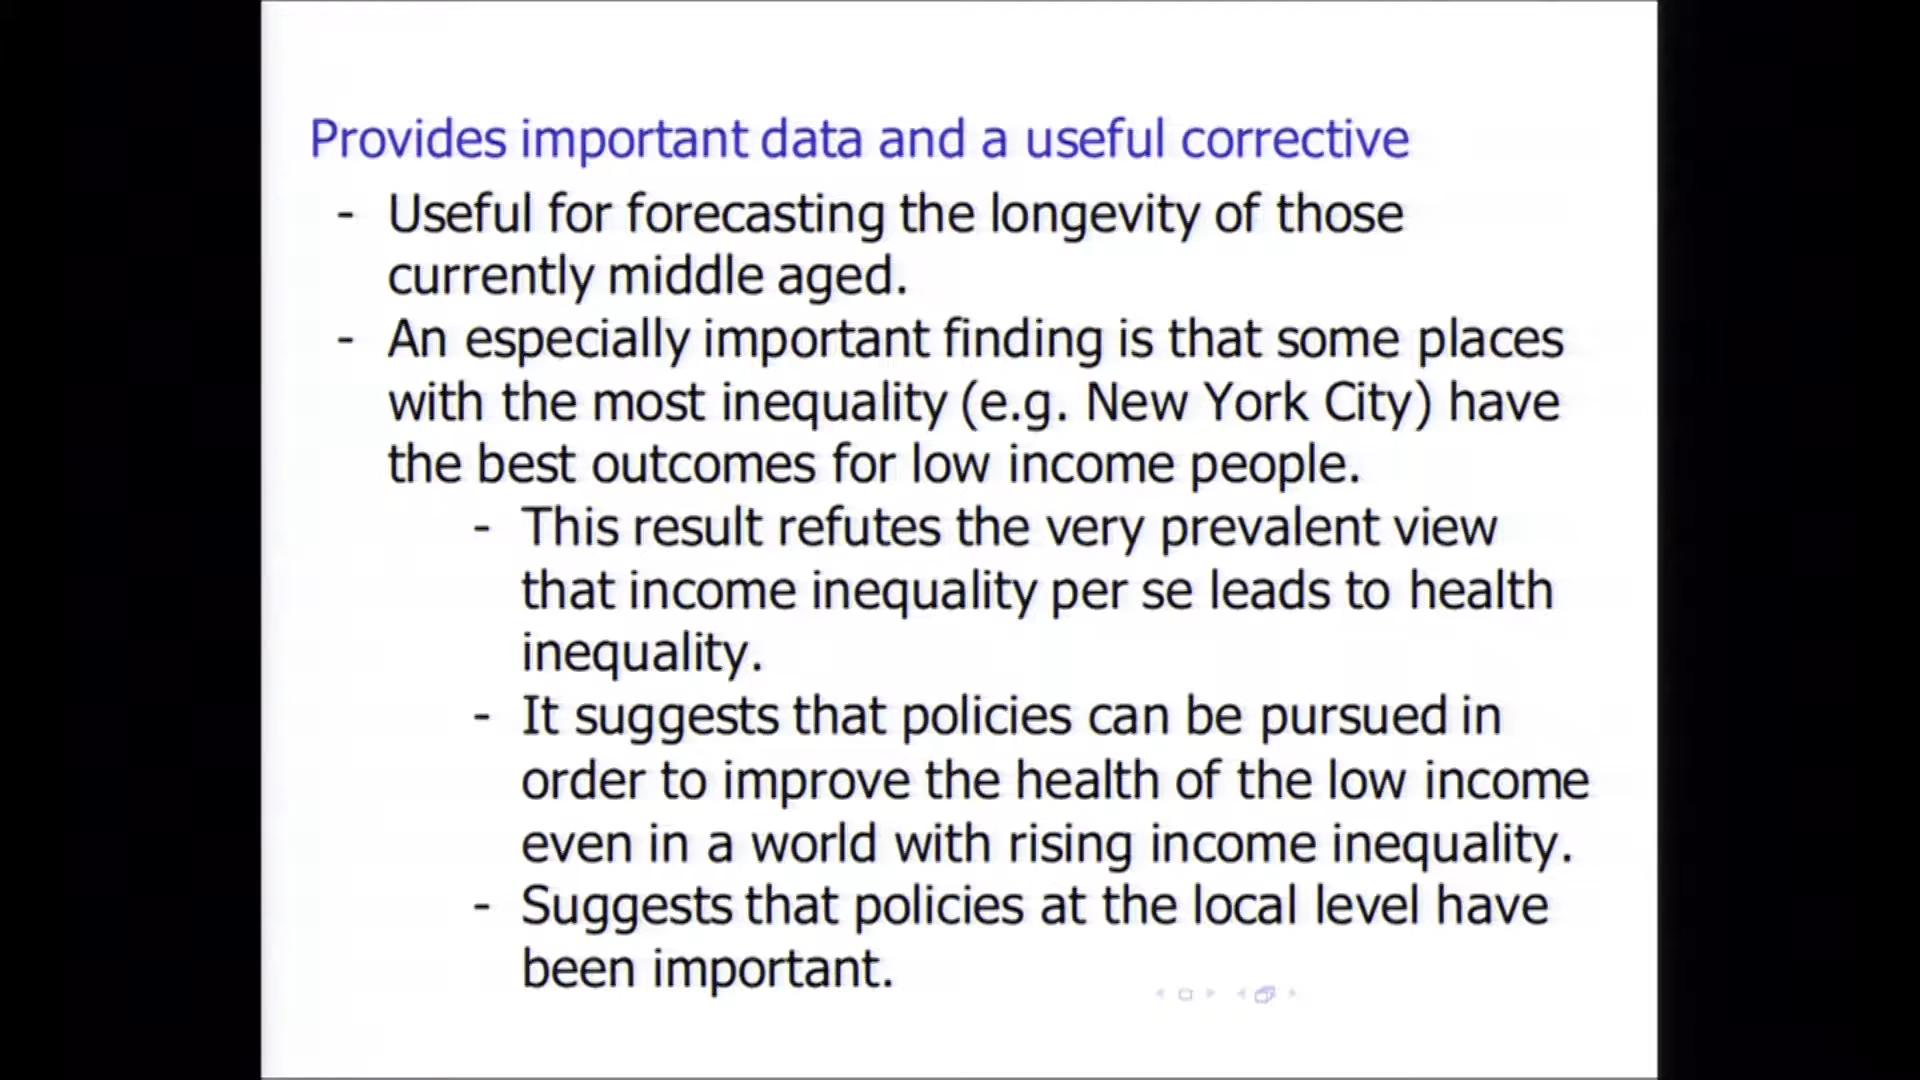 Provides important data and a useful corrective
- Useful for forecasting the longevity of those
currently middle aged.
- An especially important finding is that some places
with the most inequality (e.g. New York City) have
the best outcomes for low income people.
- This result refutes the very prevalent view
that income inequality per se leads to health
inequality.
- It suggests that policies can be pursued in
order to improve the health of the low income
even in a world with rising income inequality.
- Suggests that policies at the local level have
been important.